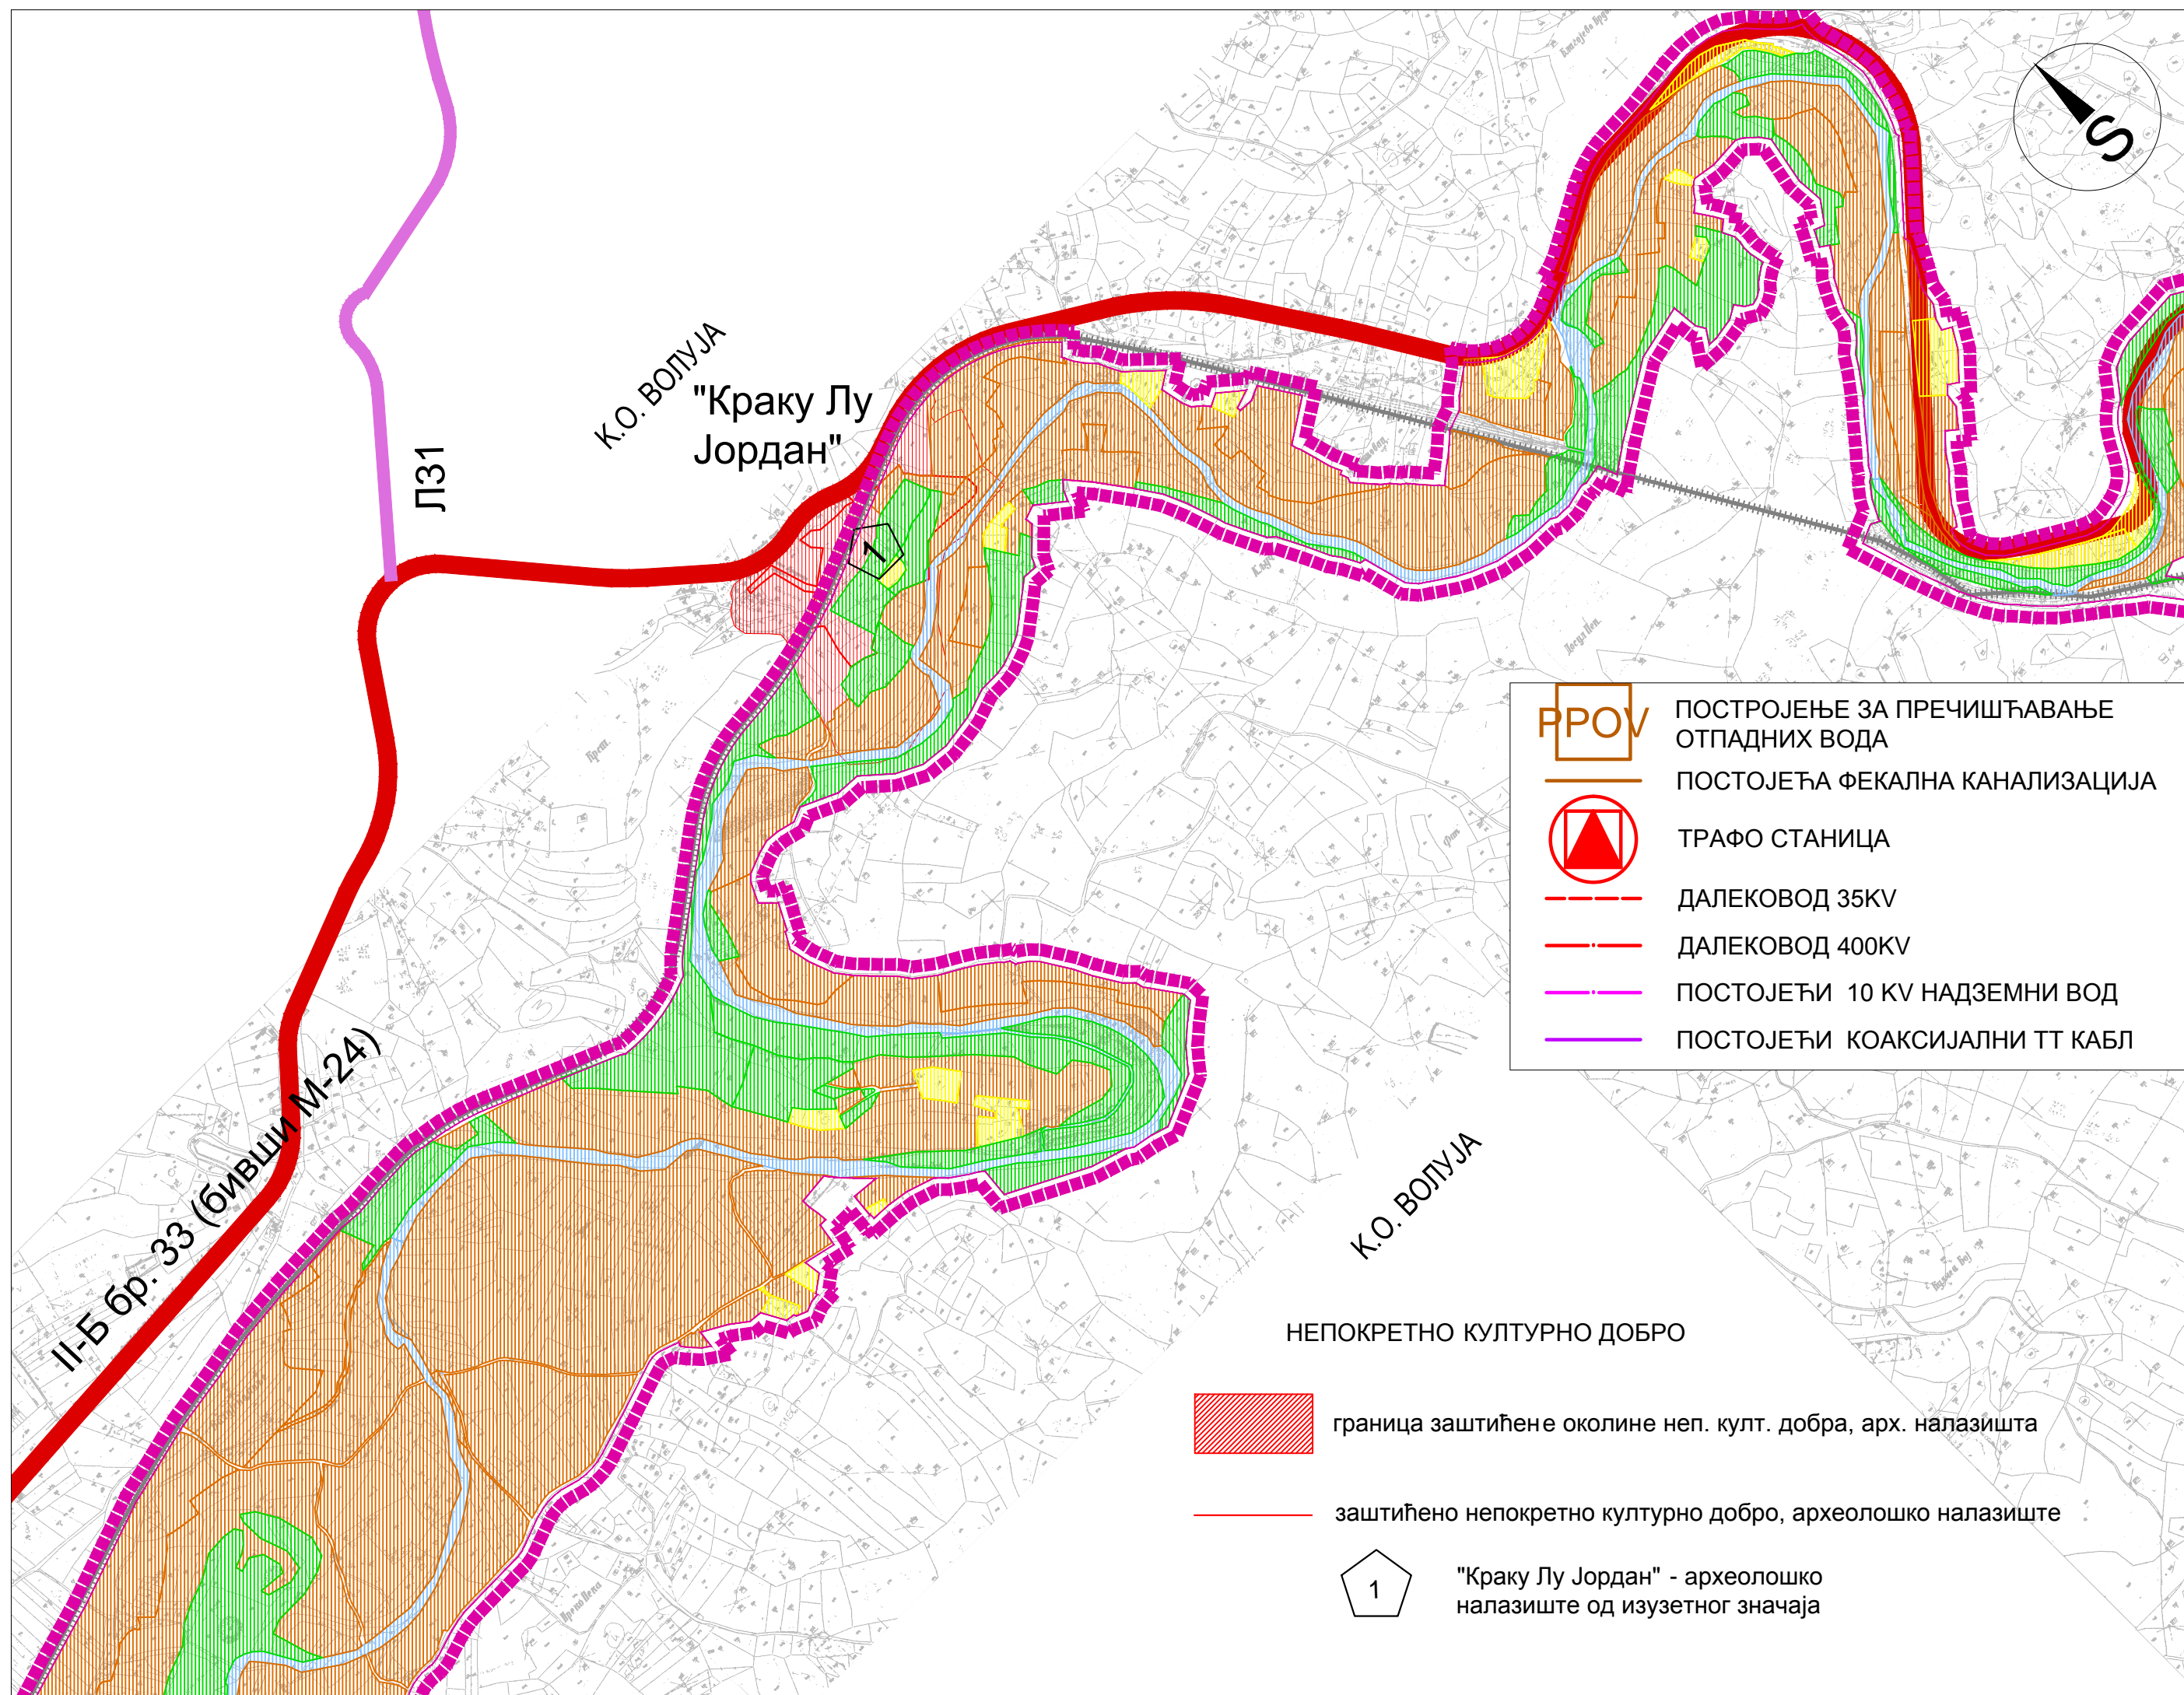 S
К.О. ВОЛУЈА
"Краку Лу
Јордан"
Л31
1
PPOV
ПОСТРОЈЕЊЕ ЗА ПРЕЧИШЋАВАЊЕ
ОТПАДНИХ ВОДА
ПОСТОЈЕЋА ФЕКАЛНА КАНАЛИЗАЦИЈА
ТРАФО СТАНИЦА
ДАЛЕКОВОД 35KV
ДАЛЕКОВОД 400KV
ПОСТОЈЕЋИ 10 KV НАДЗЕМНИ ВОД
ПОСТОЈЕЋИ КОАКСИЈАЛНИ ТТ КАБЛ
II-Б бр. 33 (бивши М-24)
К.О. ВОЛУЈА
НЕПОКРЕТНО КУЛТУРНО ДОБРО
граница заштићене околине неп. култ. добра, арх. налазишта
заштићено непокретно културно добро, археолошко налазиште
1
"Краку Лу Јордан" - археолошко
налазиште од изузетног значаја